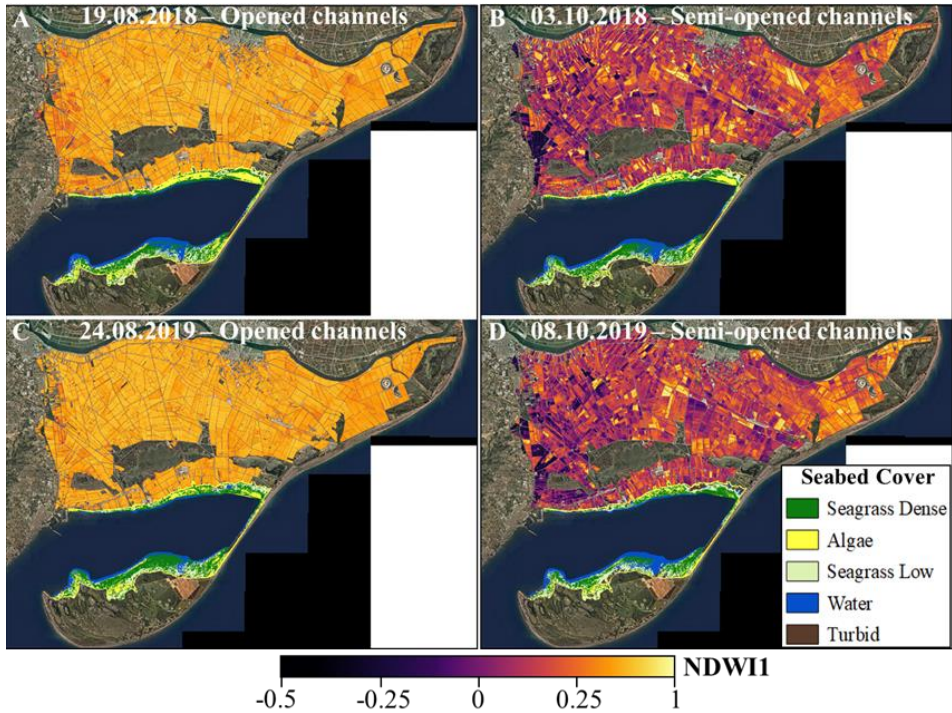 A 19.08.2018 – Opened channels
B 03.10.2018 – Semi-opened channels
C 24.08.2019 – Opened channels
D 08.10.2019 – Semi-opened channels
Seabed Cover
Seagrass Dense
Algae
Seagrass Low
Water
Turbid
NDWI1
-0.5 -0.25 0 0.25 1